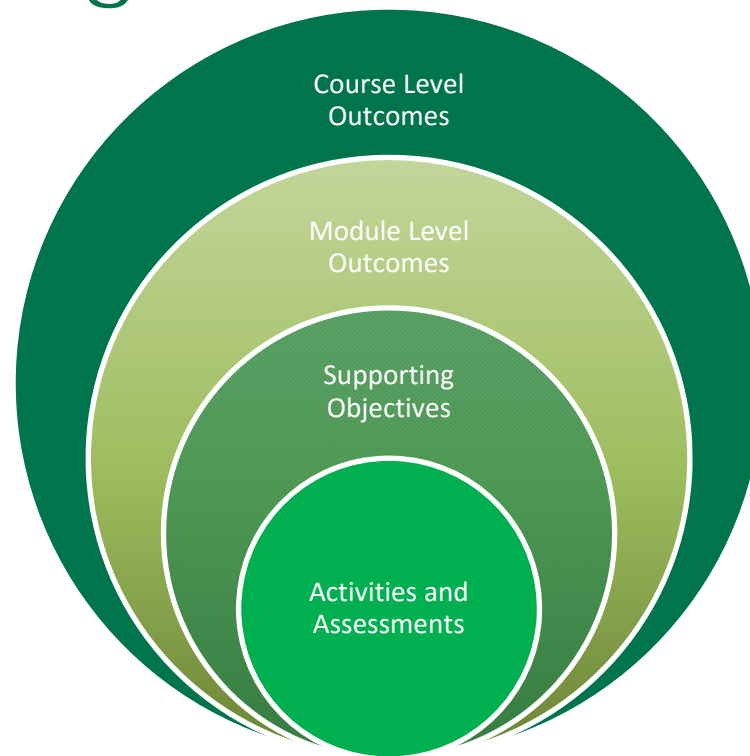 Course Level
Outcomes
Module Level
Outcomes
Supporting
Objectives
Activities and
Assessments